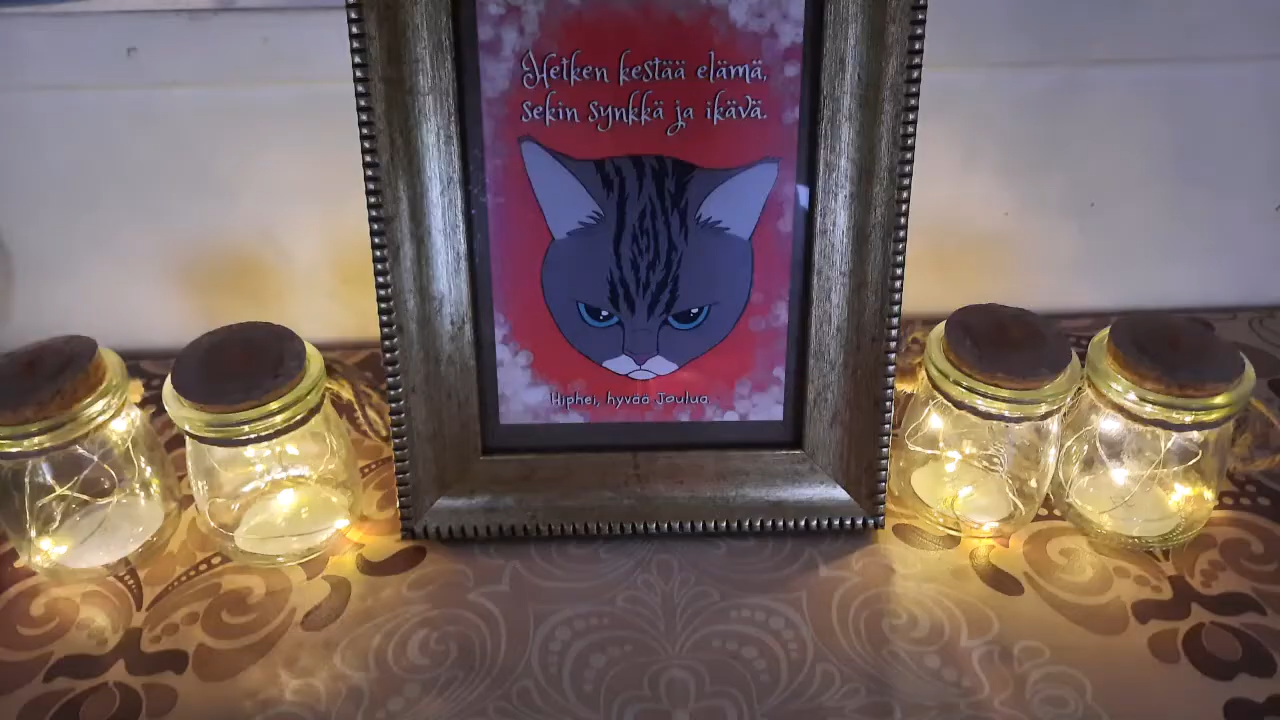 Hetken kestää elämä,
sekin synkkä ja ikävä.
Hiphei, hyvää Joulua